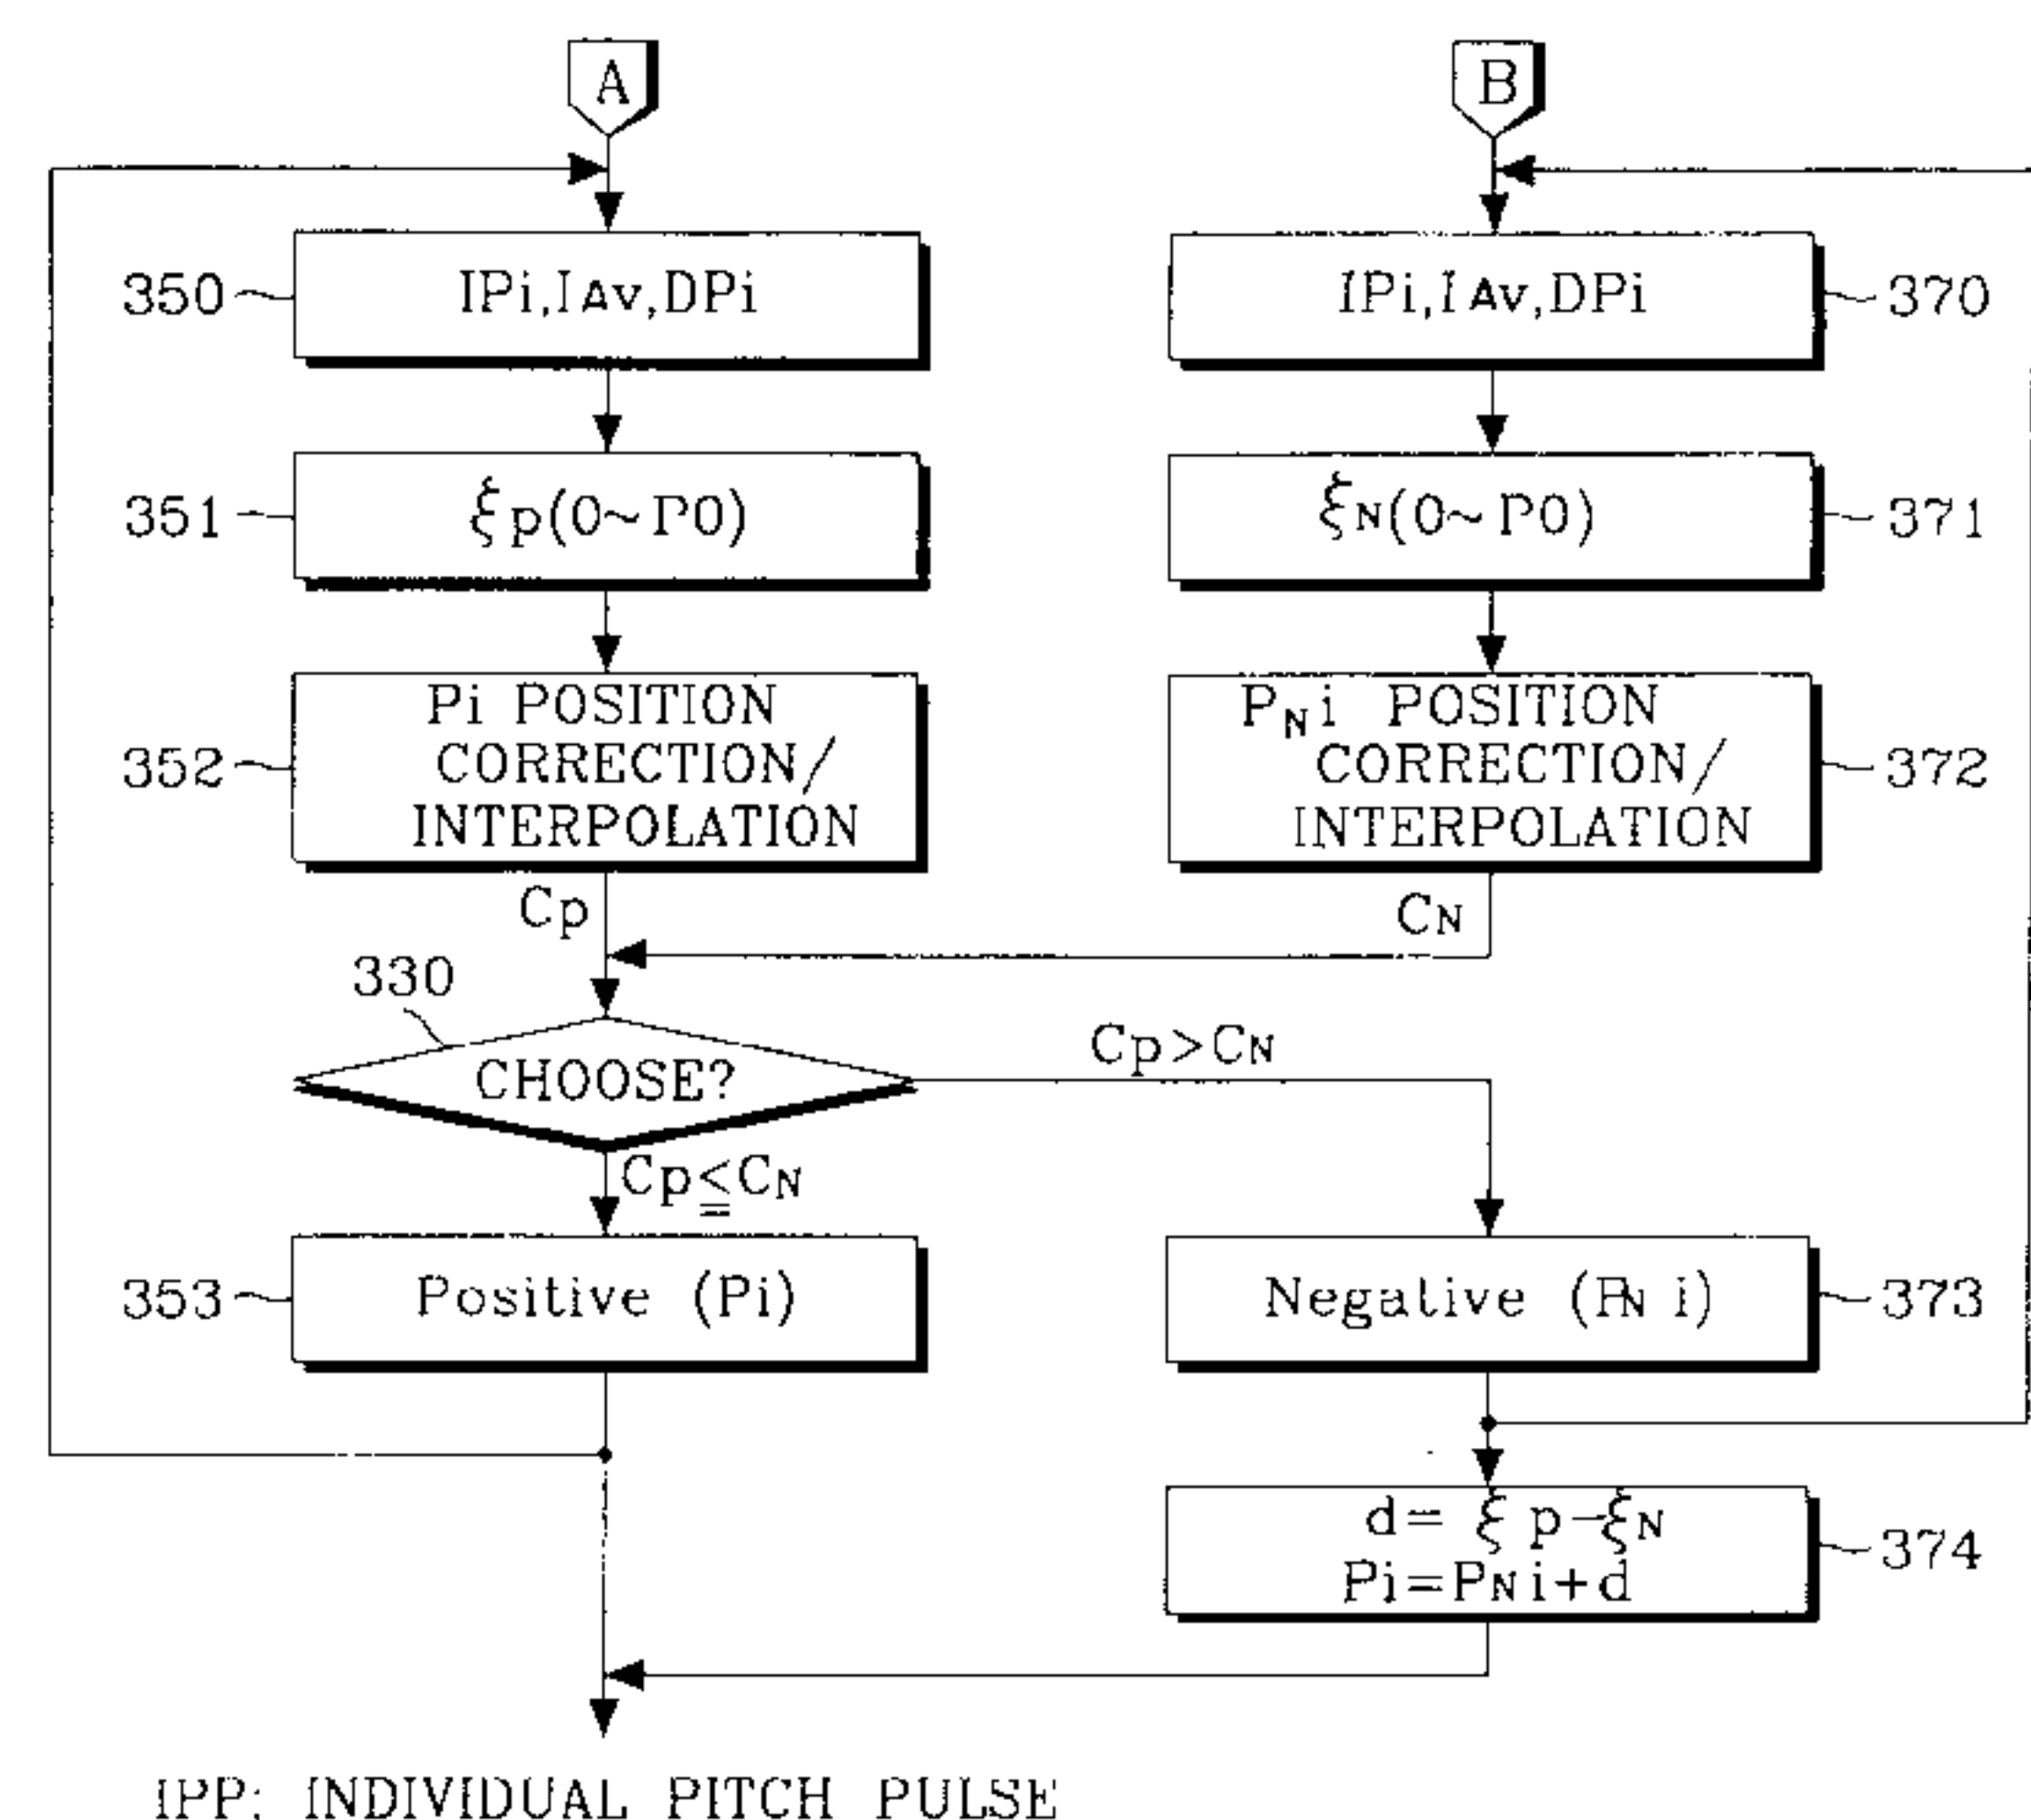 A
B
350
IPi,IAv,DPi
IPi,IAv,DPi
370
351
ξp(0~P0)
ξN(0~P0)
371
352
Pi POSITION
CORRECTION/
INTERPOLATION
PNi POSITION
CORRECTION/
INTERPOLATION
372
Cp
CN
330
CHOOSE?
Cp>CN
Cp≦CN
353
Positive (Pi)
Negative (PN i)
373
d= ξp-ξN
Pi=PNi+d
374
IPP; INDIVIDUAL PITCH PULSE